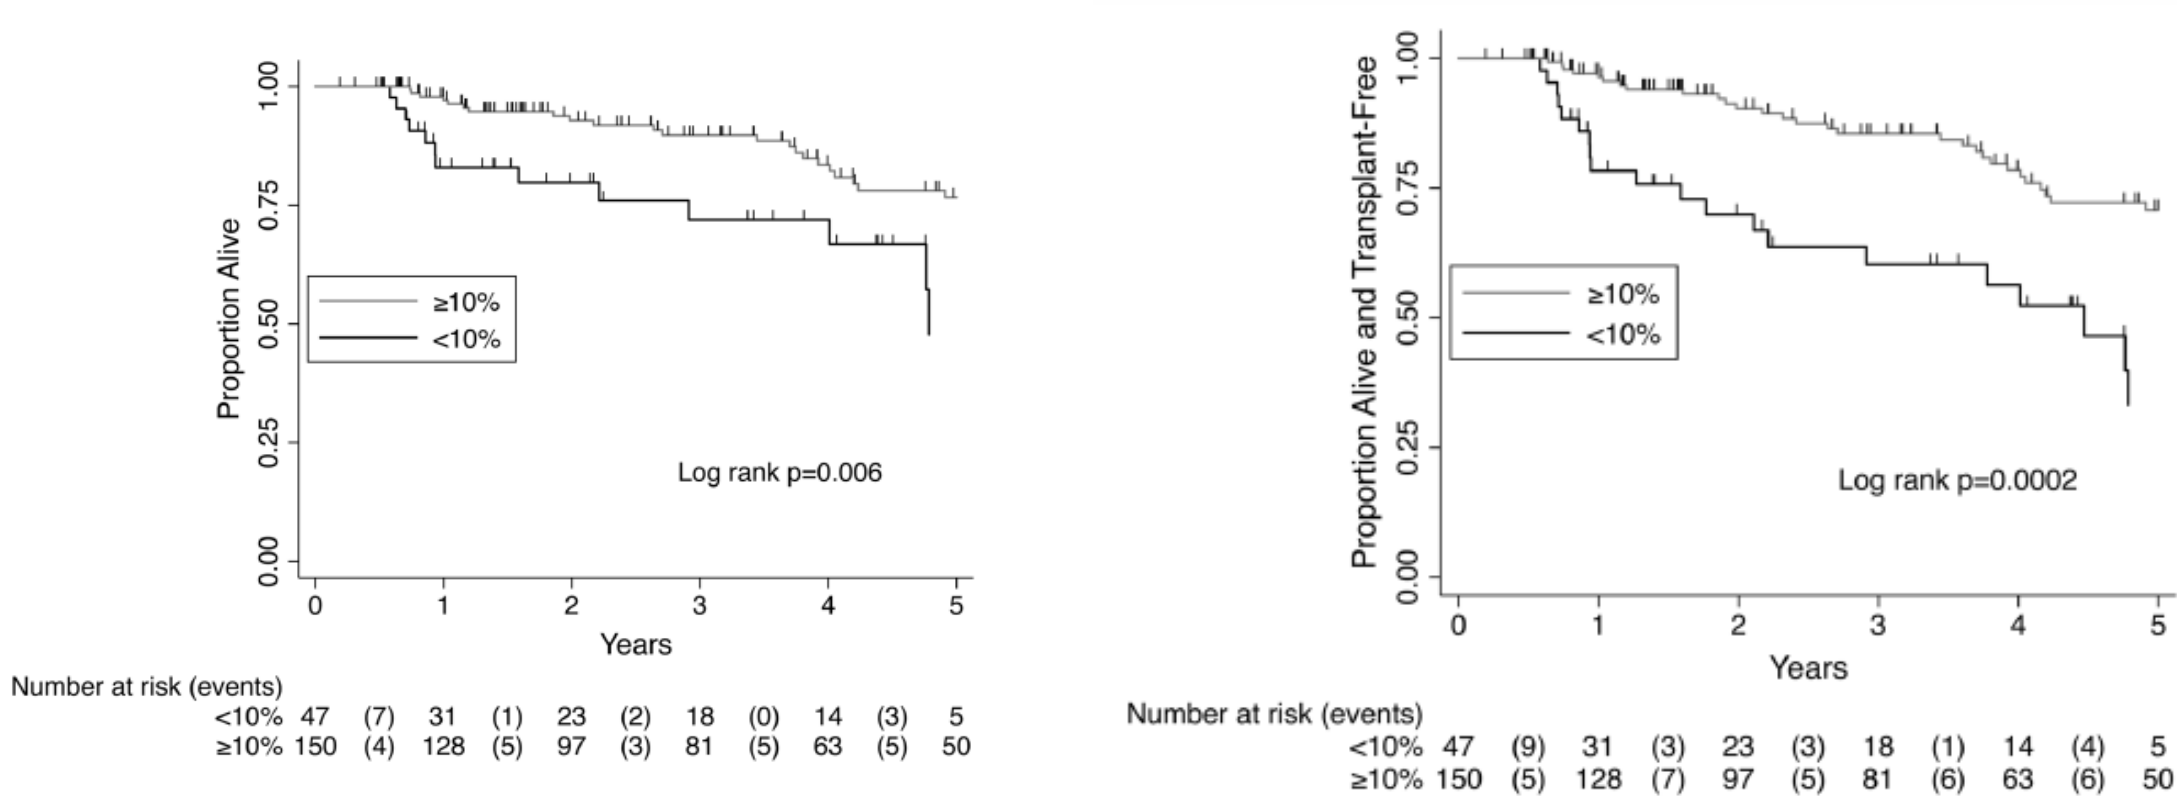 Proportion Alive
1.00
0.75
0.50
0.25
0.00
≥10%
<10%
Log rank p=0.006
0 1 2 3 4 5
Years
Number at risk (events)
<10% 47 (7) 31 (1) 23 (2) 18 (0) 14 (3) 5
≥10% 150 (4) 128 (5) 97 (3) 81 (5) 63 (5) 50
Proportion Alive and Transplant-Free
1.00
0.75
0.50
0.25
0.00
≥10%
<10%
Log rank p=0.0002
0 1 2 3 4 5
Years
Number at risk (events)
<10% 47 (9) 31 (3) 23 (3) 18 (1) 14 (4) 5
≥10% 150 (5) 128 (7) 97 (5) 81 (6) 63 (6) 50